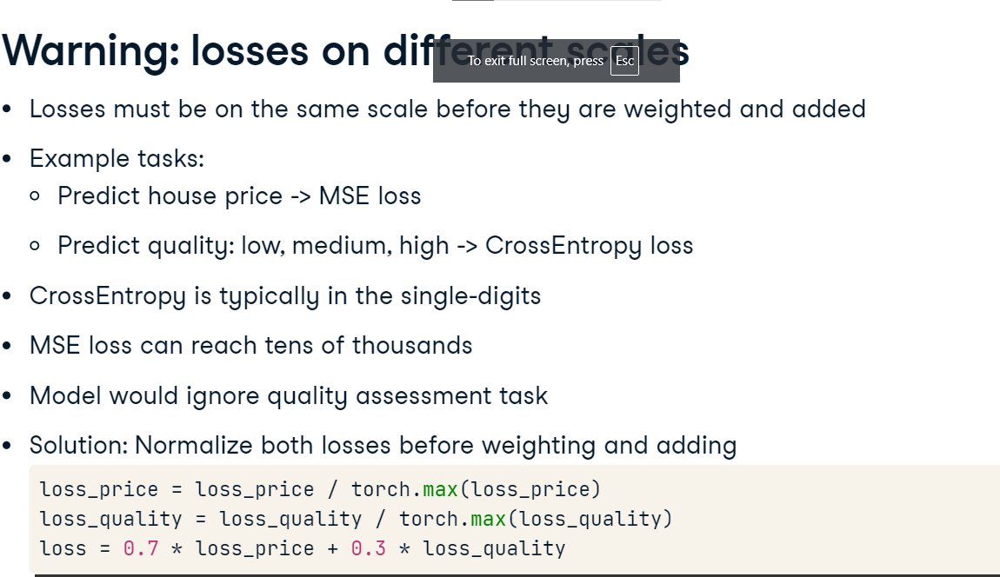 Warning: losses on different scales
To exit full screen, press Esc
• Losses must be on the same scale before they are weighted and added
• Example tasks:
○ Predict house price -> MSE loss
○ Predict quality: low, medium, high -> CrossEntropy loss
• CrossEntropy is typically in the single-digits
• MSE loss can reach tens of thousands
• Model would ignore quality assessment task
• Solution: Normalize both losses before weighting and adding
loss_price = loss_price / torch.max(loss_price)
loss_quality = loss_quality / torch.max(loss_quality)
loss = 0.7 * loss_price + 0.3 * loss_quality